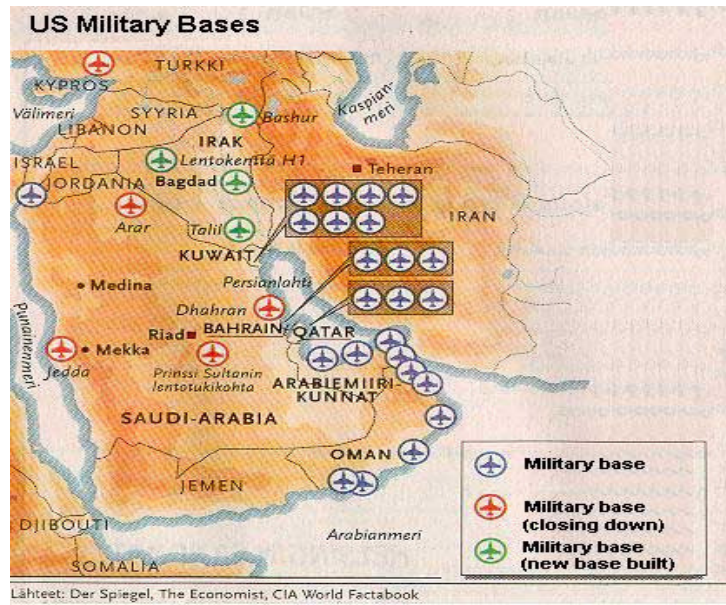 US Military Bases
TURKKI
KYPROS
Kaspian-
meri
Välimeri
SYYRIA
Bashur
LIBANON
IRAK
ISRAEL
Lentokenttä H1.
Teheran
JORDANIA
Bagdad
Arar
Talil
IRAN
KUWAIT
Medina
Persianlahti
Punainenmeri
Dhahran
Riad
BAHRAIN
QATAR
Mekka
Jedda
Prinssi Sultanin
lentotukikohta
ARABIEMIIRI-
KUNNAT
SAUDI-ARABIA
OMAN
JEMEN
Arabianmeri
DJIBOUTI
SOMALIA
Military base
Military base
(closing down)
Military base
(new base built)
Lähteet: Der Spiegel, The Economist, CIA World Factabook